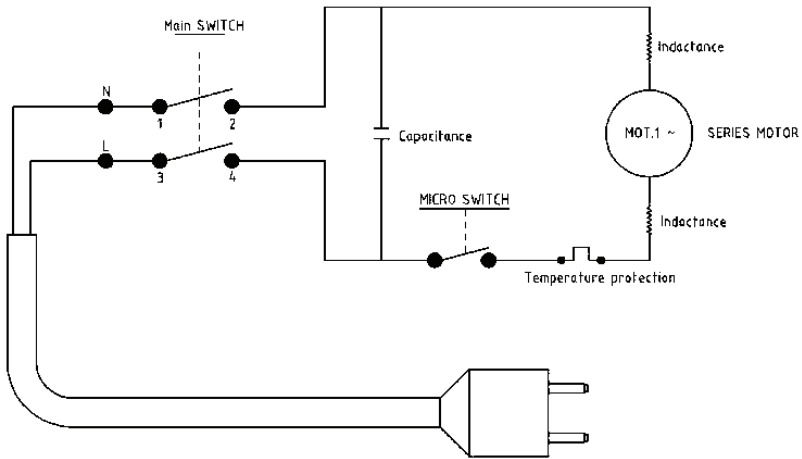 Main SWITCH
N
1
2
L
3
4
Capacitance
Inductance
MOT.1 ~
SERIES MOTOR
MICRO SWITCH
Inductance
Temperature protection